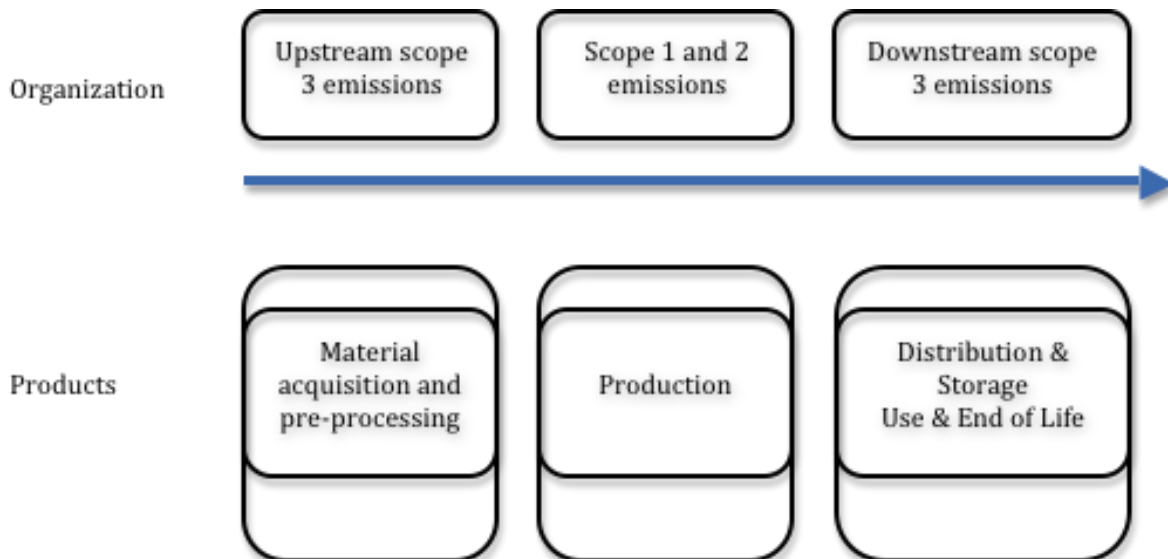 Organization
Upstream scope
3 emissions
Scope 1 and 2
emissions
Downstream scope
3 emissions
Products
Material
acquisition and
pre-processing
Production
Distribution &
Storage
Use & End of Life